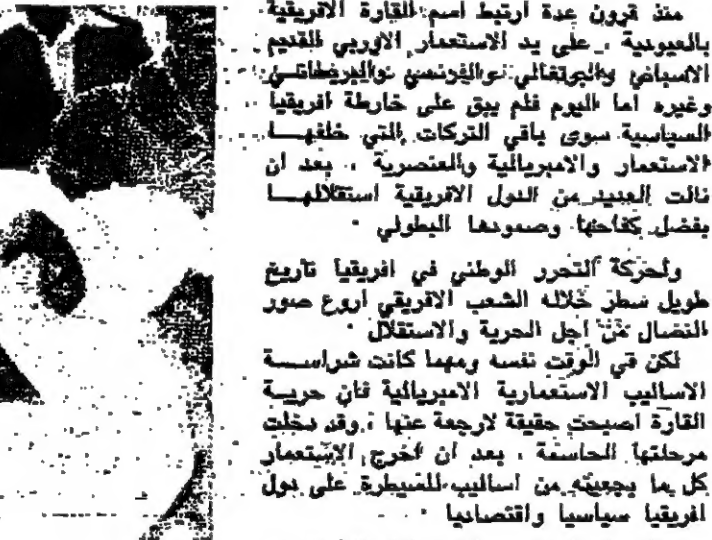 منذ قرون عدة ارتبط اسم القارة الافريقية
بالعبودية ، على يد الاستعمار الاوربي القديم
الاسباني والبرتغالي والفرنسي والبريطاني
وغيره اما اليوم فلم يبق على خارطة افريقيا
السياسية سوى باقي التركات التي خلفهـــا
الاستعمار والامبريالية والعنصرية ، بعد ان
نالت العديد من الدول الافريقية استقلالهـــا
بفضل كفاحها وصمودها البطولي ·
ولحركة التحرر الوطني في افريقيا تاريخ
طويل سطر خلاله الشعب الافريقي اروع صور
النضال من اجل الحرية والاستقلال ·
لكن في الوقت نفسه ومهما كانت شراســـة
الاساليب الاستعمارية الامبريالية فان حريــة
القارة اصبحت حقيقة لارجعة عنها ، وقد دخلت
مرحلتها الحاسمة ، بعد ان اخرج الاستعمار
كل ما بجعبته من اساليب للسيطرة على دول
افريقيا سياسيا واقتصاديا ·